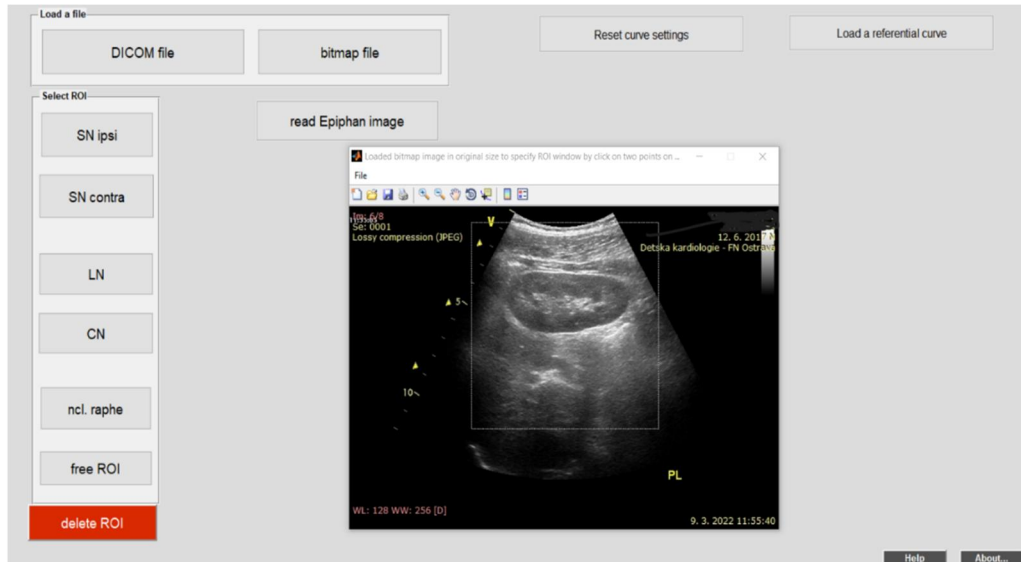 Load a file
DICOM file
bitmap file
Reset curve settings
Load a referential curve
Select ROI
SN ipsi
SN contra
LN
CN
ncl. raphe
free ROI
delete ROI
read Epiphan image
Loaded bitmap image in original size to specify ROI window by click on two points on ...
File
Im: 6/8
Se: 0001
Lossy compression (JPEG)
V
12. 6. 2017
Detska kardiologie - FN Ostrava
5
10
PL
WL: 128 WW: 256 [D]
9. 3. 2022 11:55:40
Help
About...